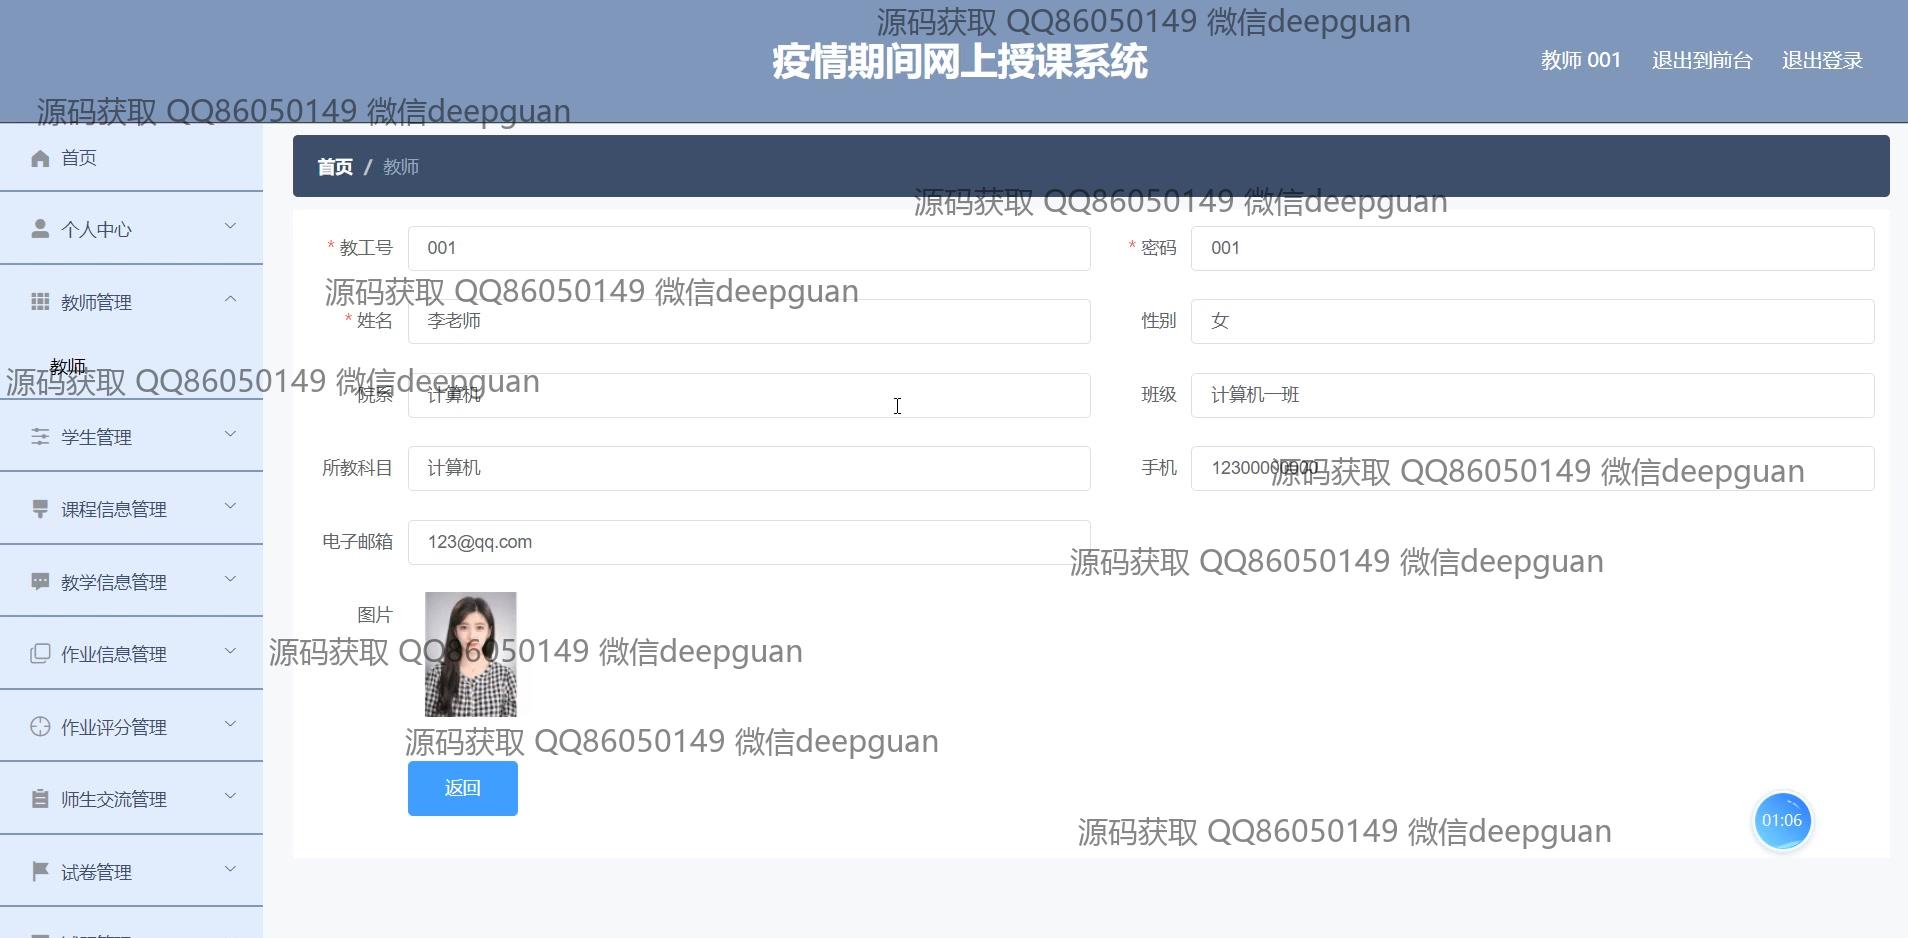 源码获取 QQ86050149 微信deepguan
疫情期间网上授课系统
教师 001 退出到前台 退出登录
源码获取 QQ86050149 微信deepguan
首页
首页 / 教师
源码获取 QQ86050149 微信deepguan
个人中心
* 教工号 001
* 密码 001
源码获取 QQ86050149 微信deepguan
教师管理
* 姓名 李老师
性别 女
教师
源码获取 QQ86050149 微信deepguan
院系 计算机
班级 计算机一班
学生管理
所教科目 计算机
手机 12300000000
源码获取 QQ86050149 微信deepguan
课程信息管理
电子邮箱 123@qq.com
源码获取 QQ86050149 微信deepguan
教学信息管理
图片
作业信息管理
源码获取 QQ86050149 微信deepguan
作业评分管理
源码获取 QQ86050149 微信deepguan
返回
师生交流管理
01:06
源码获取 QQ86050149 微信deepguan
试卷管理